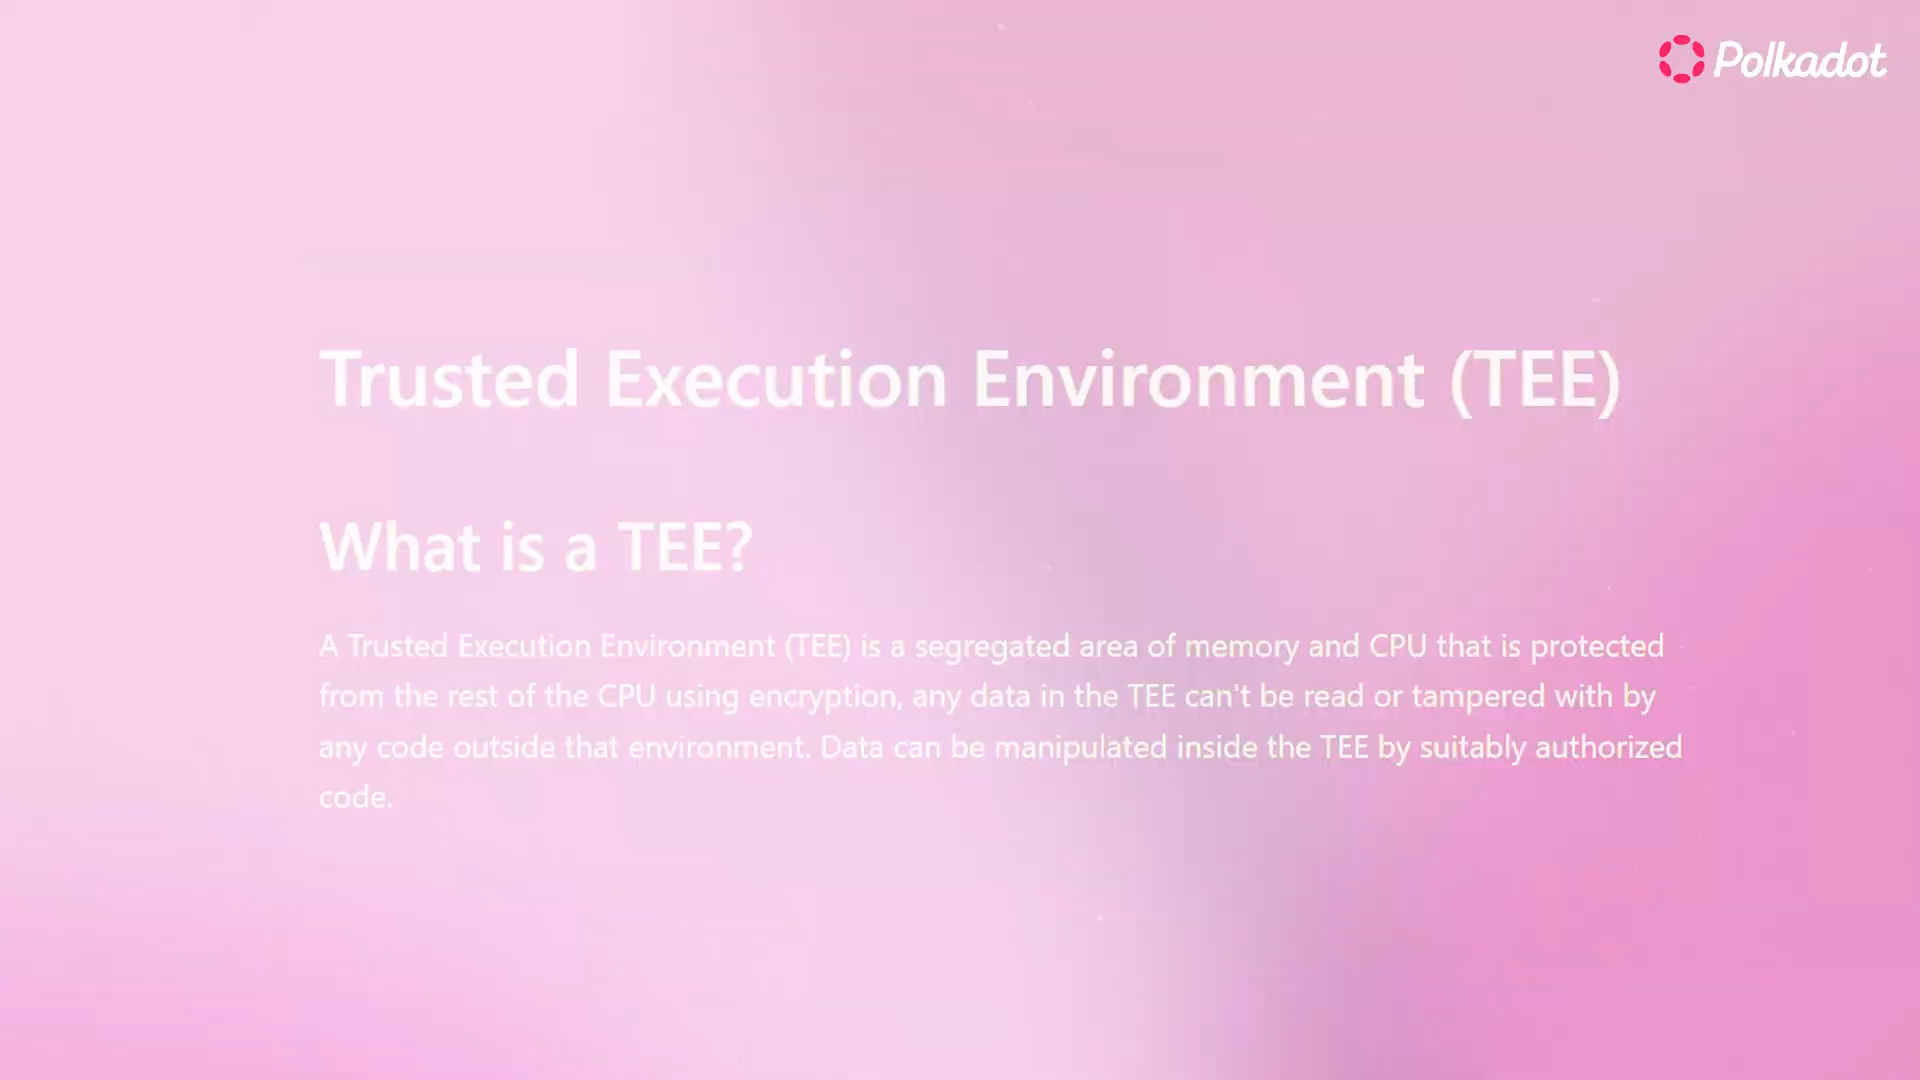 Polkadot
Trusted Execution Environment (TEE)
What is a TEE?
A Trusted Execution Environment (TEE) is a segregated area of memory and CPU that is protected
from the rest of the CPU using encryption, any data in the TEE can't be read or tampered with by
any code outside that environment. Data can be manipulated inside the TEE by suitably authorized
code.